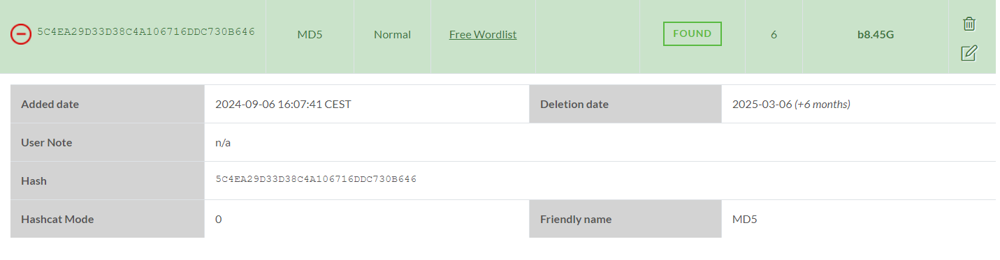 5C4EA29D33D38C4A106716DDC730B646 MD5 Normal Free Wordlist FOUND 6 b8.45G
Added date 2024-09-06 16:07:41 CEST Deletion date 2025-03-06 (+6 months)
User Note n/a
Hash 5C4EA29D33D38C4A106716DDC730B646
Hashcat Mode 0 Friendly name MD5